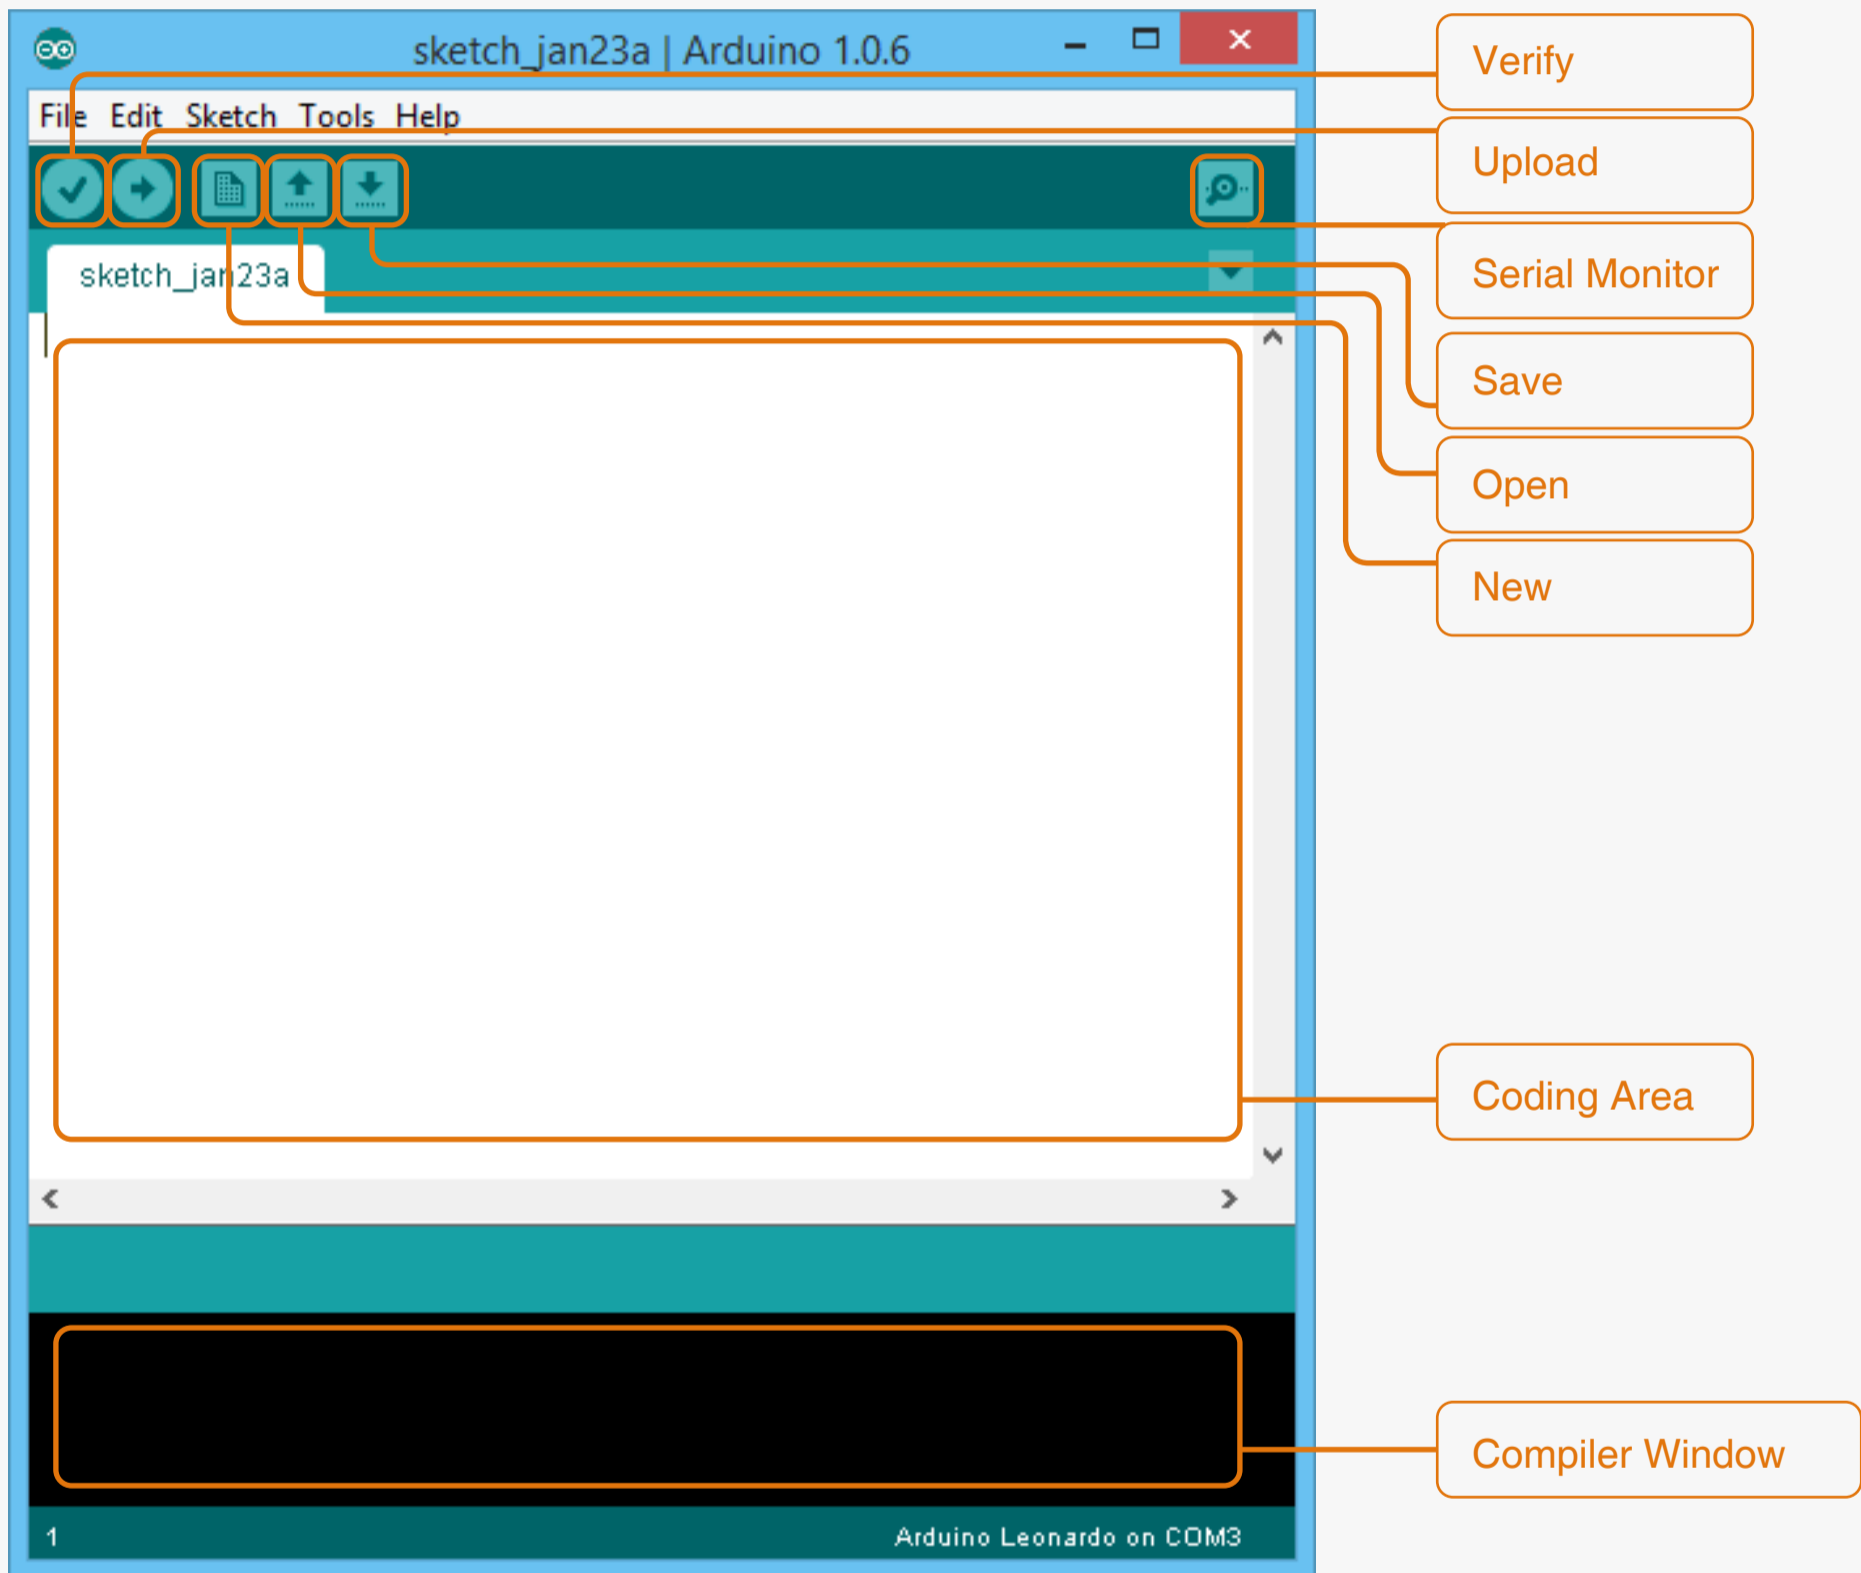 sketch_jan23a | Arduino 1.0.6
File Edit Sketch Tools Help
sketch_jan23a
Verify
Upload
Serial Monitor
Save
Open
New
Coding Area
Compiler Window
1
Arduino Leonardo on COM3